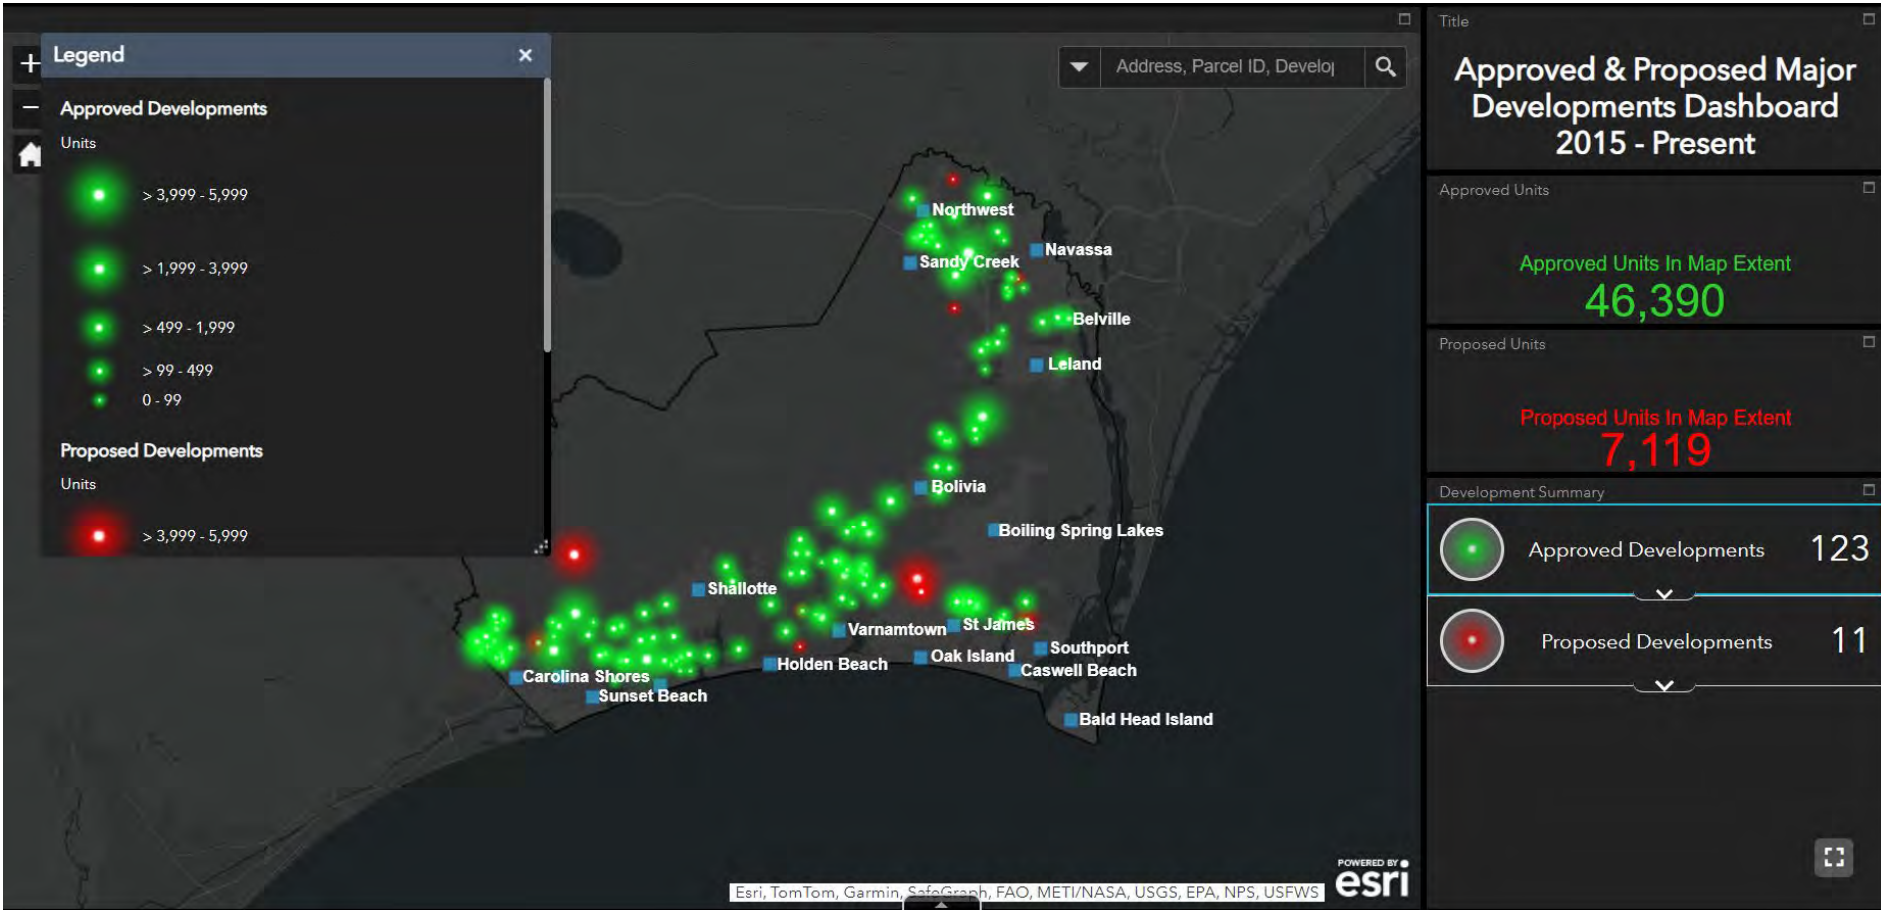 Legend
Approved Developments
Units
> 3,999 - 5,999
> 1,999 - 3,999
> 499 - 1,999
> 99 - 499
0 - 99
Proposed Developments
Units
> 3,999 - 5,999
Address, Parcel ID, Develop
Northwest
Navassa
Sandy Creek
Belville
Leland
Bolivia
Boiling Spring Lakes
Shallotte
St James
Varnamtown
Southport
Oak Island
Holden Beach
Caswell Beach
Carolina Shores
Sunset Beach
Bald Head Island
POWERED BY
esri
Esri, TomTom, Garmin, SafeGraph, FAO, METI/NASA, USGS, EPA, NPS, USFWS
Title
Approved & Proposed Major
Developments Dashboard
2015 - Present
Approved Units
Approved Units In Map Extent
46,390
Proposed Units
Proposed Units In Map Extent
7,119
Development Summary
Approved Developments 123
Proposed Developments 11